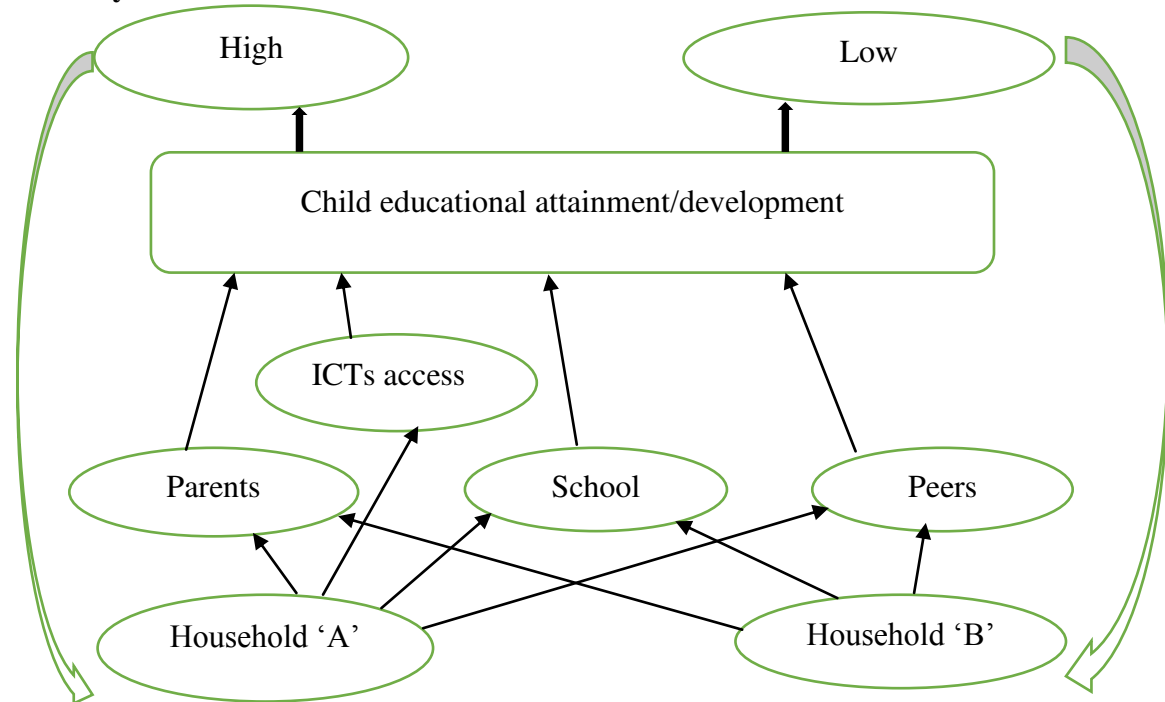 High
Low
Child educational attainment/development
ICTs access
Parents
School
Peers
Household ‘A’
Household ‘B’